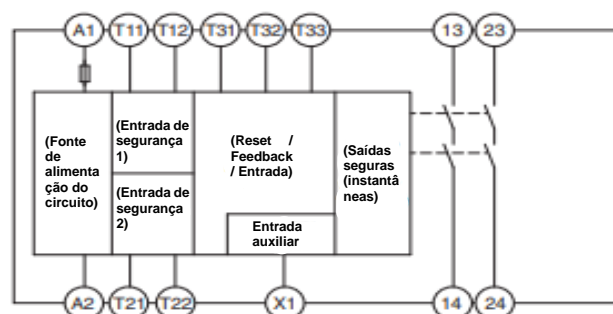 A1 T11 T12 T31 T32 T33 13 23
(Fonte
de
alimenta
ção do
circuito)
(Entrada de
segurança
1)
(Entrada de
segurança
2)
(Reset /
Feedback
/ Entrada)
Entrada
auxiliar
(Saídas
seguras
(instantâ
neas)
A2 T21 T22 X1 14 24